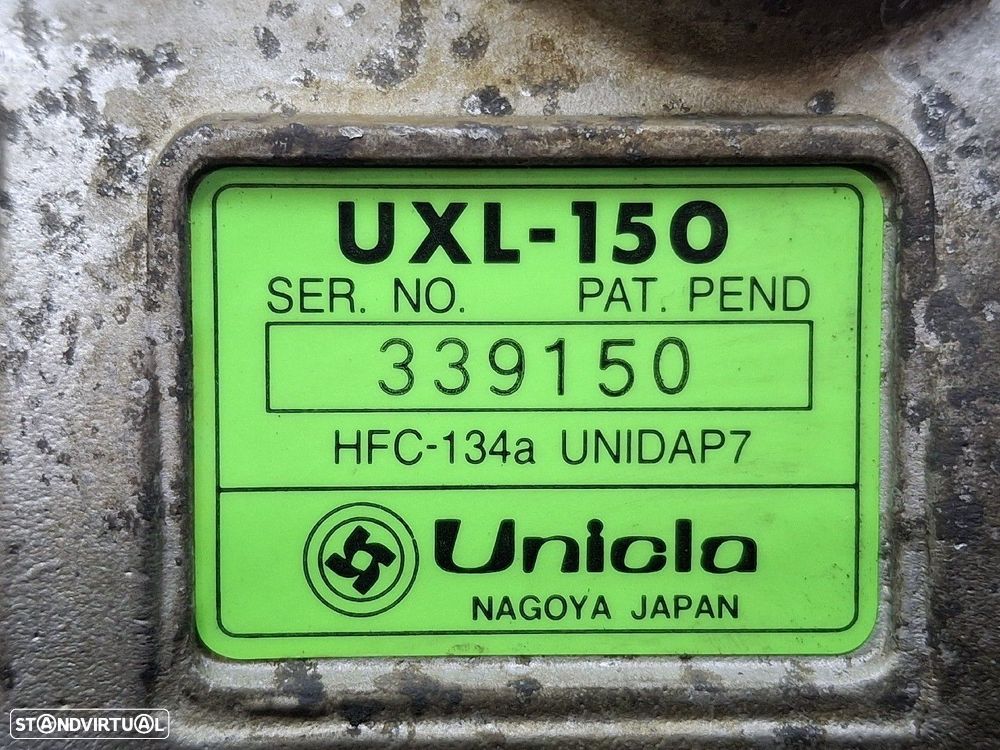 UXL-150
SER. NO. PAT. PEND
339150
HFC-134a UNIDAP7
Unicla
NAGOYA JAPAN
STANDVIRTUAL